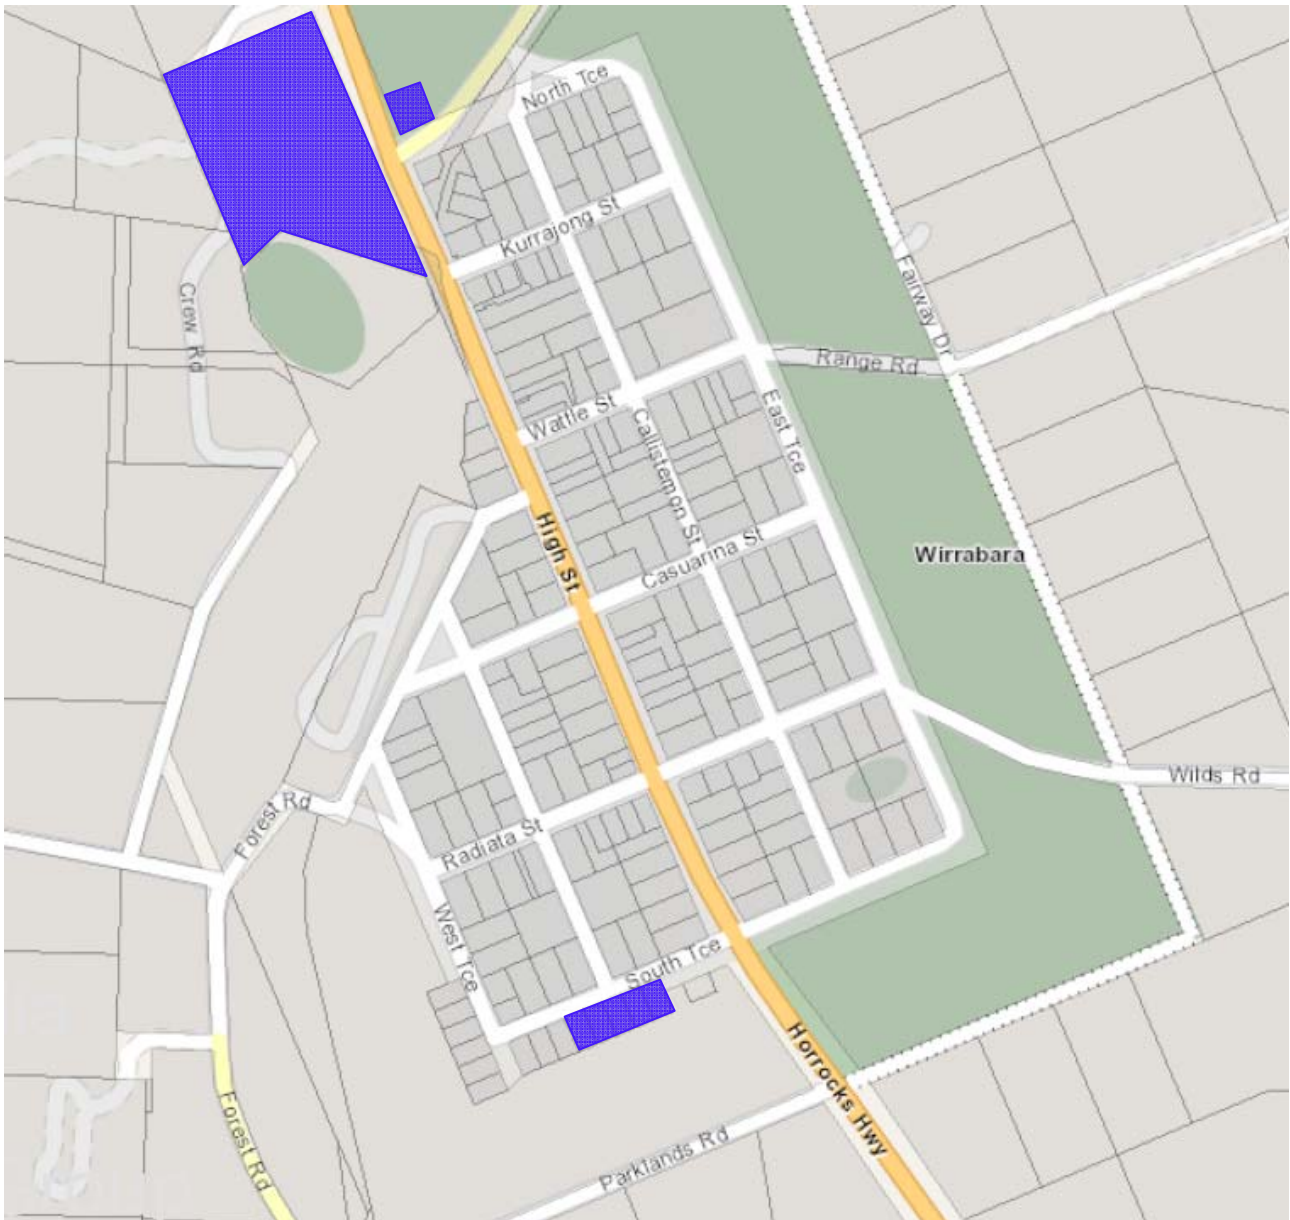 North Tce
Kurrajong St
Fairway Dr
Crew Rd
Range Rd
Wattle St
East Tce
Callistemon St
High St
Wirrabara
Casuarina St
Wilds Rd
Forest Rd
Radiata St
West Tce
South Tce
Horrocks Hwy
Forest Rd
Parklands Rd